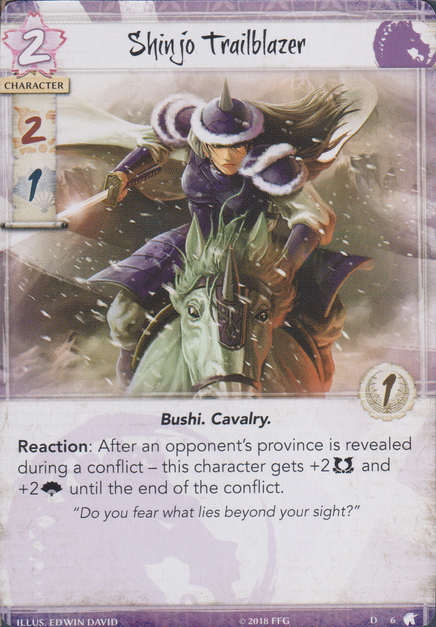 2
Shinjo Trailblazer
CHARACTER
2
1
1
Bushi. Cavalry.
Reaction: After an opponent's province is revealed
during a conflict – this character gets +2 and
+2 until the end of the conflict.
"Do you fear what lies beyond your sight?"
ILLUS. EDWIN DAVID © 2018 FFG D 6